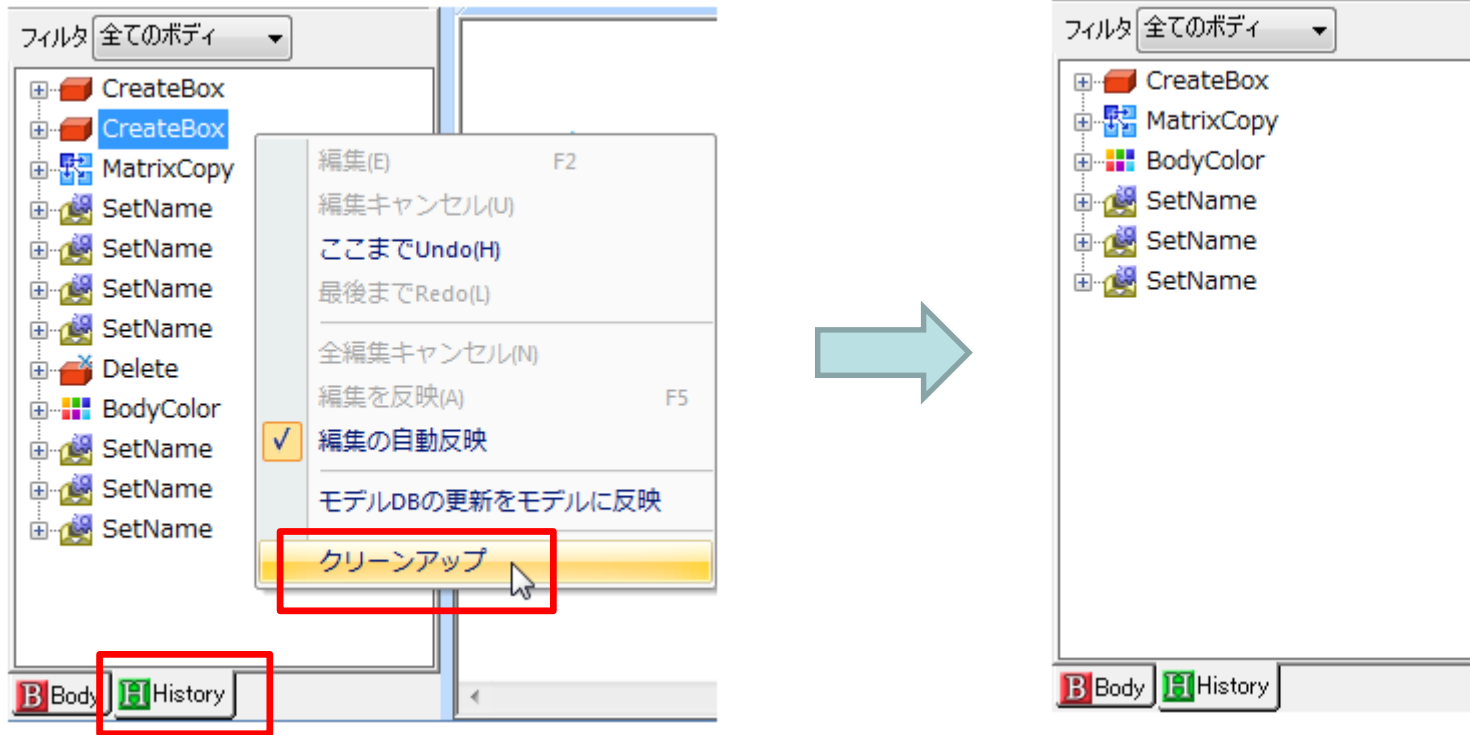 フィルタ 全てのボディ
CreateBox
CreateBox
MatrixCopy
SetName
SetName
SetName
SetName
Delete
BodyColor
SetName
SetName
SetName
編集(E) F2
編集キャンセル(U)
ここまでUndo(H)
最後までRedo(L)
全編集キャンセル(N)
編集を反映(A) F5
編集の自動反映
モデルDBの更新をモデルに反映
クリーンアップ
B Body H History
フィルタ 全てのボディ
CreateBox
MatrixCopy
BodyColor
SetName
SetName
SetName
B Body H History